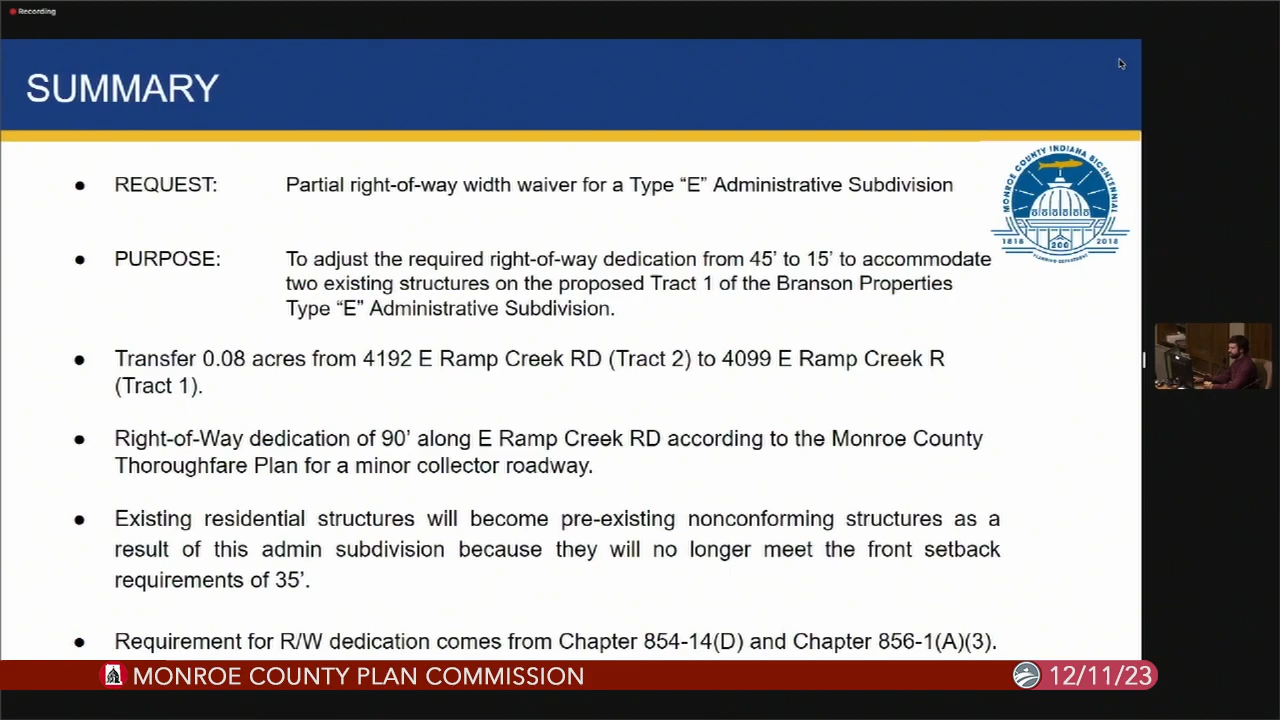 Recording
SUMMARY
MONROE COUNTY INDIANA BICENTENNIAL
1818 200 2018
PLANNING DEPARTMENT
● REQUEST: Partial right-of-way width waiver for a Type “E” Administrative Subdivision
● PURPOSE: To adjust the required right-of-way dedication from 45’ to 15’ to accommodate
two existing structures on the proposed Tract 1 of the Branson Properties
Type “E” Administrative Subdivision.
● Transfer 0.08 acres from 4192 E Ramp Creek RD (Tract 2) to 4099 E Ramp Creek R
(Tract 1).
● Right-of-Way dedication of 90’ along E Ramp Creek RD according to the Monroe County
Thoroughfare Plan for a minor collector roadway.
● Existing residential structures will become pre-existing nonconforming structures as a
result of this admin subdivision because they will no longer meet the front setback
requirements of 35’.
● Requirement for R/W dedication comes from Chapter 854-14(D) and Chapter 856-1(A)(3).
MONROE COUNTY PLAN COMMISSION
12/11/23